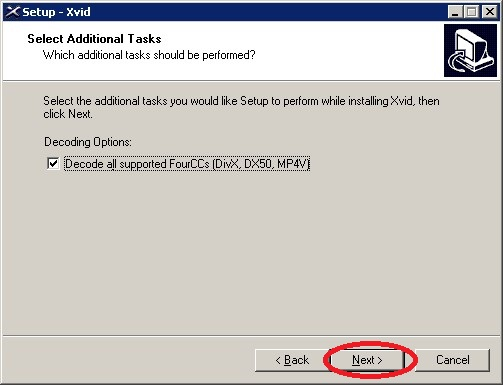 Setup - Xvid
Select Additional Tasks
Which additional tasks should be performed?
Select the additional tasks you would like Setup to perform while installing Xvid, then
click Next.
Decoding Options:
Decode all supported FourCCs (DivX, DX50, MP4V)
< Back
Next >
Cancel